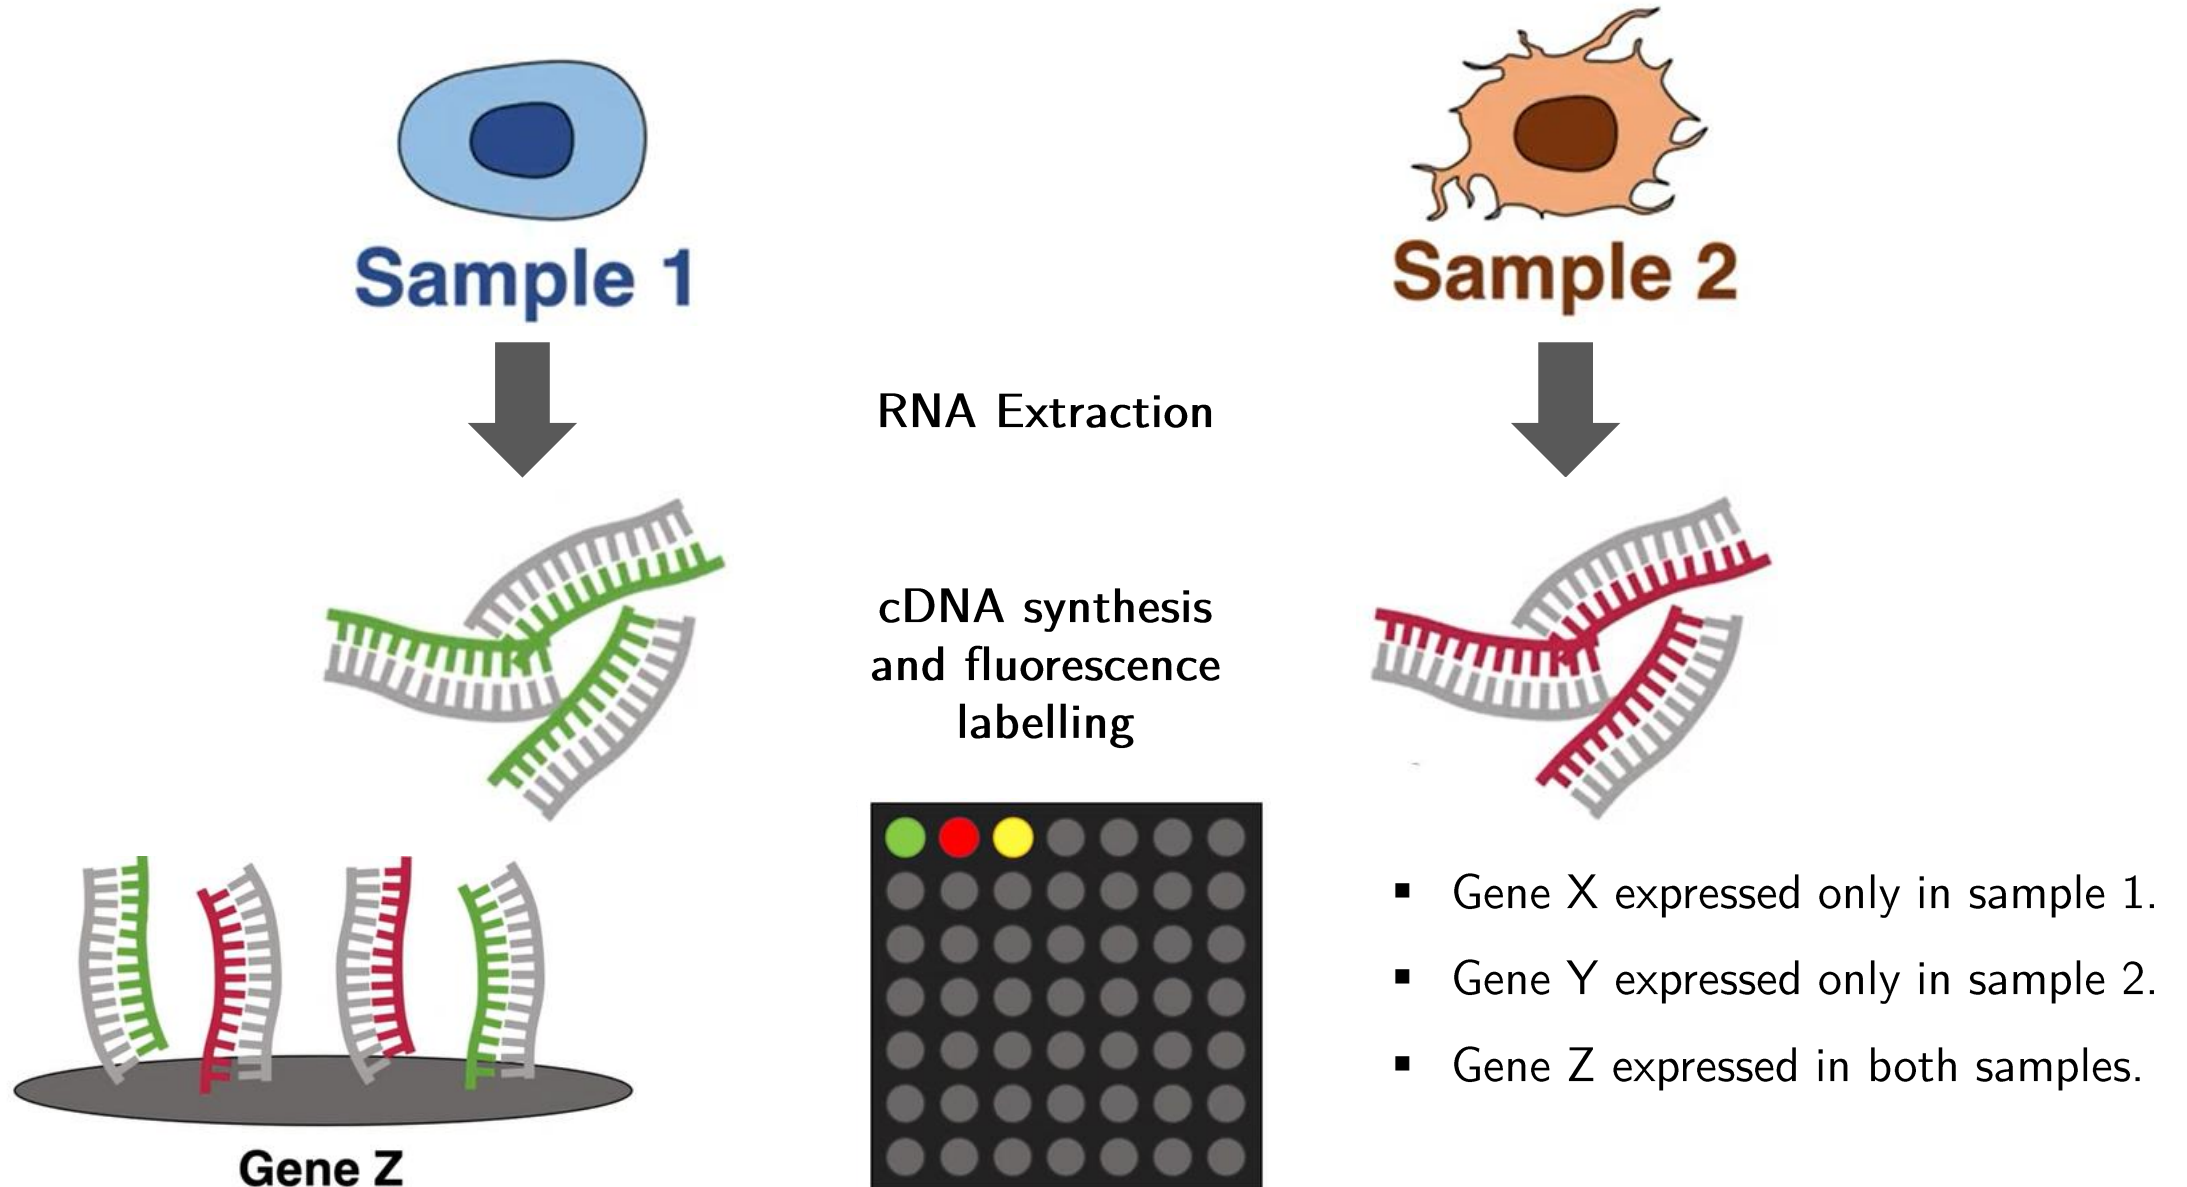 Sample 1
Sample 2
RNA Extraction
cDNA synthesis
and fluorescence
labelling
▪ Gene X expressed only in sample 1.
▪ Gene Y expressed only in sample 2.
▪ Gene Z expressed in both samples.
Gene Z